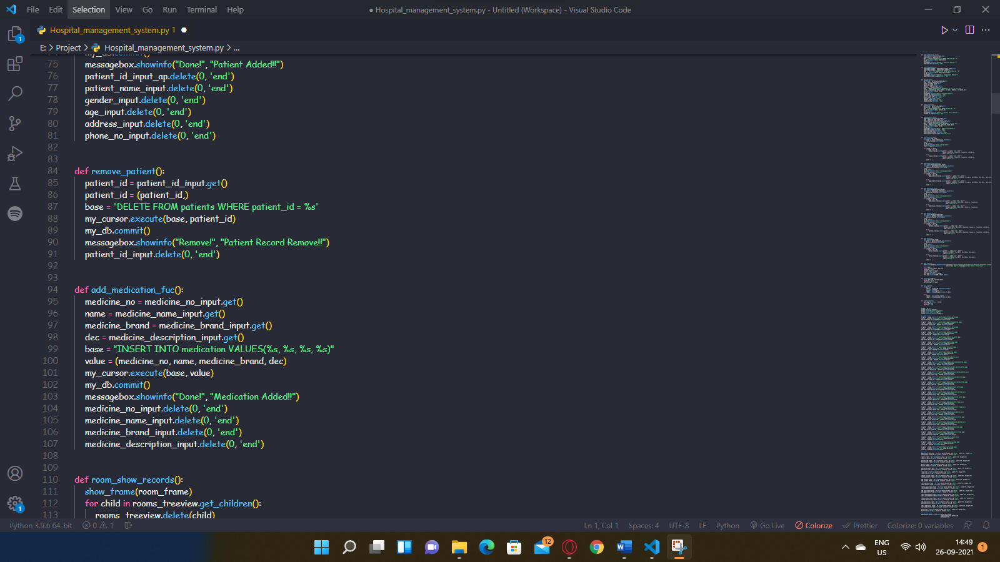 File Edit Selection View Go Run Terminal Help ● Hospital_management_system.py - Untitled (Workspace) - Visual Studio Code
Hospital_management_system.py 1 ●
E: > Project > Hospital_management_system.py > ...
my_db.commit()
75 messagebox.showinfo("Done!", "Patient Added!!")
76 patient_id_input_ap.delete(0, 'end')
77 patient_name_input.delete(0, 'end')
78 gender_input.delete(0, 'end')
79 age_input.delete(0, 'end')
80 address_input.delete(0, 'end')
81 phone_no_input.delete(0, 'end')
82
83
84 def remove_patient():
85 patient_id = patient_id_input.get()
86 patient_id = (patient_id,)
87 base = 'DELETE FROM patients WHERE patient_id = %s'
88 my_cursor.execute(base, patient_id)
89 my_db.commit()
90 messagebox.showinfo("Remove!", "Patient Record Remove!!")
91 patient_id_input.delete(0, 'end')
92
93
94 def add_medication_fuc():
95 medicine_no = medicine_no_input.get()
96 name = medicine_name_input.get()
97 medicine_brand = medicine_brand_input.get()
98 dec = medicine_description_input.get()
99 base = "INSERT INTO medication VALUES(%s, %s, %s, %s)"
100 value = (medicine_no, name, medicine_brand, dec)
101 my_cursor.execute(base, value)
102 my_db.commit()
103 messagebox.showinfo("Done!", "Medication Added!!")
104 medicine_no_input.delete(0, 'end')
105 medicine_name_input.delete(0, 'end')
106 medicine_brand_input.delete(0, 'end')
107 medicine_description_input.delete(0, 'end')
108
109
110 def room_show_records():
111 show_frame(room_frame)
112 for child in rooms_treeview.get_children():
113 rooms_treeview.delete(child)
1
1
Python 3.9.6 64-bit 0 1 Ln 1, Col 1 Spaces: 4 UTF-8 LF Python Go Live Colorize Prettier Colorize: 0 variables
12
ENG
US
14:49
26-09-2021
1